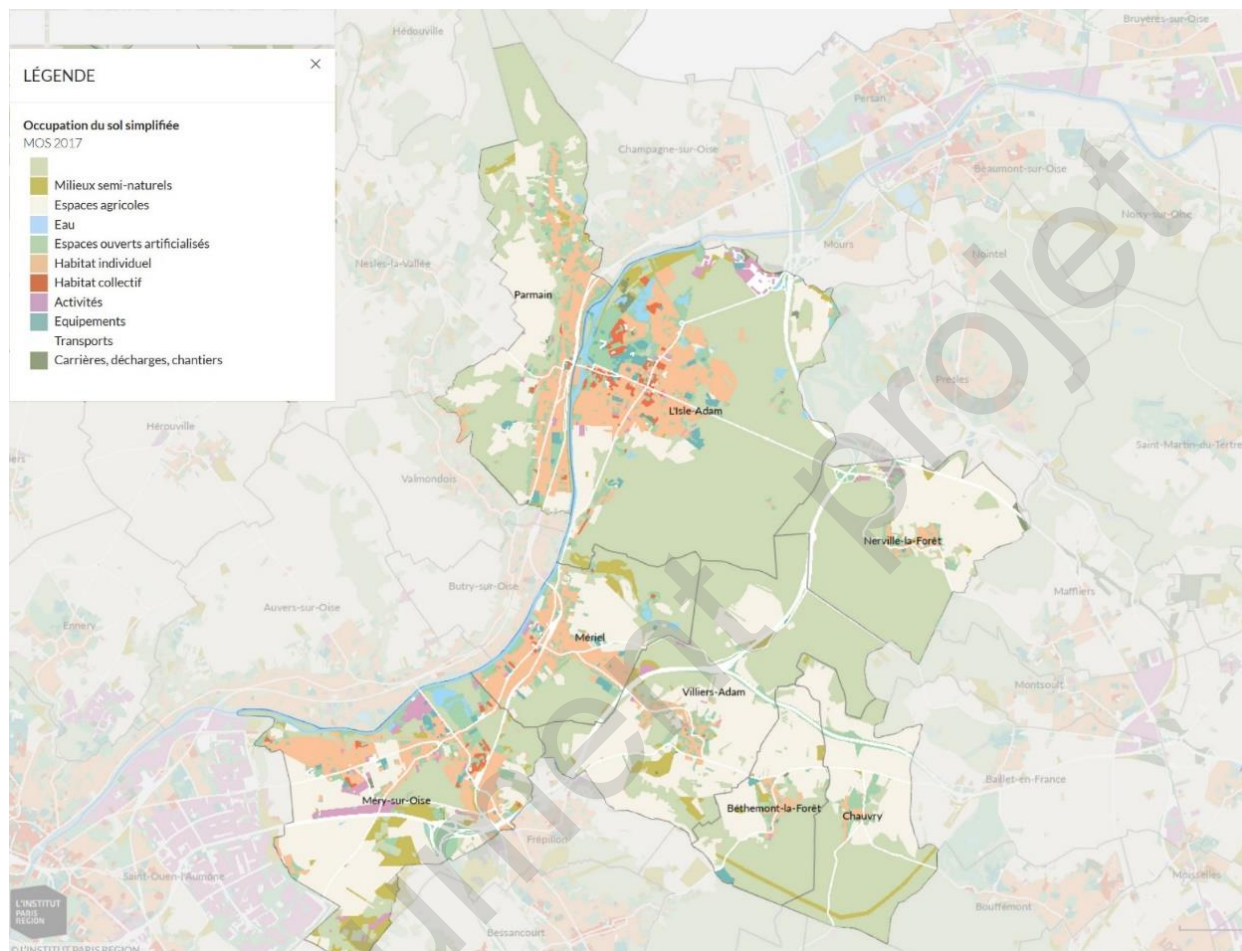 LÉGENDE
×
Occupation du sol simplifiée
MOS 2017
Milieux semi-naturels
Espaces agricoles
Eau
Espaces ouverts artificialisés
Habitat individuel
Habitat collectif
Activités
Equipements
Transports
Carrières, décharges, chantiers
Hédouville
Bruyères-sur-Oise
Persan
Champagne-sur-Oise
Beaumont-sur-Oise
Noisy-sur-Oise
Mours
Nointel
Nesles-la-Vallée
Parmain
Presles
L'Isle-Adam
Hérouville
Saint-Martin-du-Tertre
Valmondois
Nerville-la-Forêt
Butry-sur-Oise
Maffliers
Auvers-sur-Oise
Ennery
Mériel
Montsoult
Villiers-Adam
Baillet-en-France
Méry-sur-Oise
Béthemont-la-Forêt
Chauvry
Frépillon
Saint-Ouen-l'Aumône
Moisselles
Bouffémont
Bessancourt
L'INSTITUT
PARIS
REGION
© L'INSTITUT PARIS REGION
ument projet